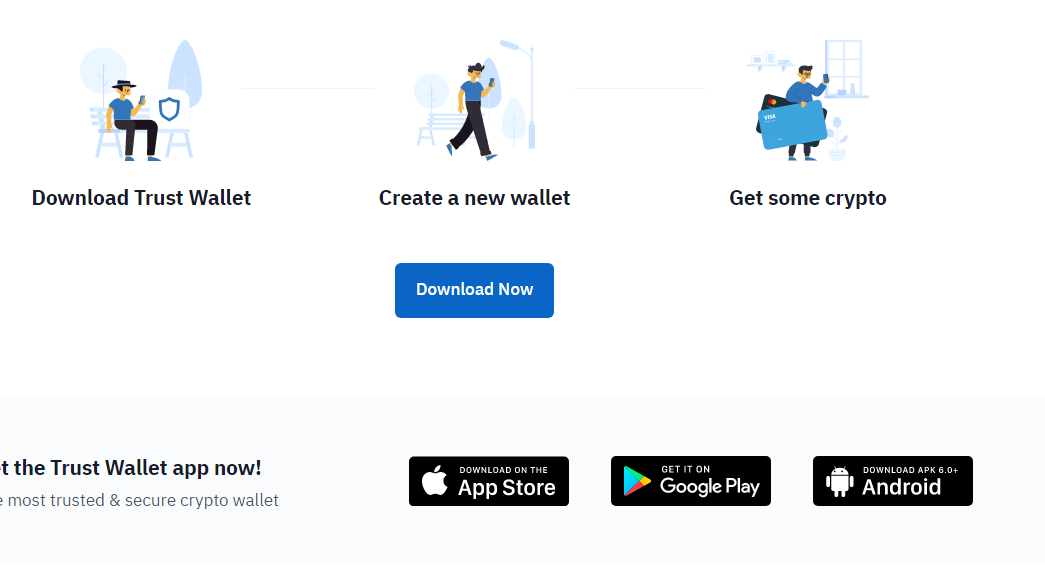 VISA
Download Trust Wallet
Create a new wallet
Get some crypto
Download Now
t the Trust Wallet app now!
most trusted & secure crypto wallet
DOWNLOAD ON THE
App Store
GET IT ON
Google Play
DOWNLOAD APK 6.0+
Android